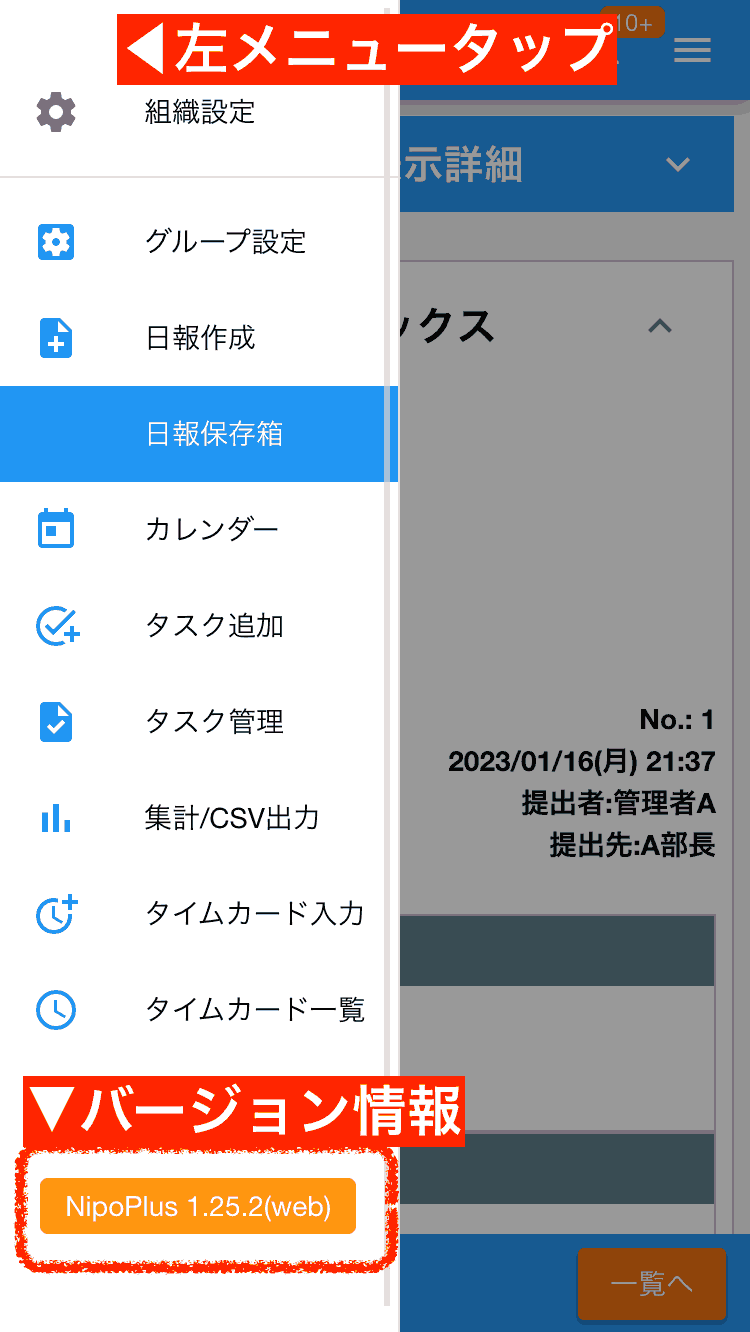 ◀左メニュータップ
10+
組織設定
示詳細
グループ設定
ックス
日報作成
日報保存箱
カレンダー
タスク追加
タスク管理
No.: 1
2023/01/16(月) 21:37
提出者:管理者A
提出先:A部長
集計/CSV出力
タイムカード入力
タイムカード一覧
▼バージョン情報
NipoPlus 1.25.2(web)
一覧へ